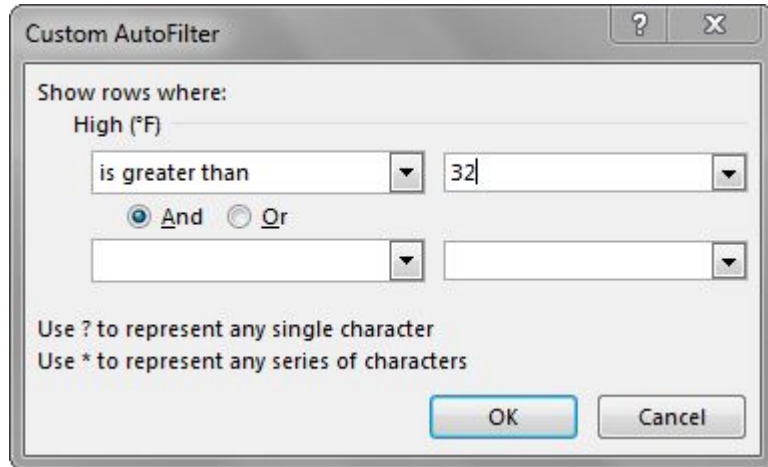 Custom AutoFilter ? X
Show rows where:
High (°F)
is greater than 32
And Or
Use ? to represent any single character
Use * to represent any series of characters
OK Cancel